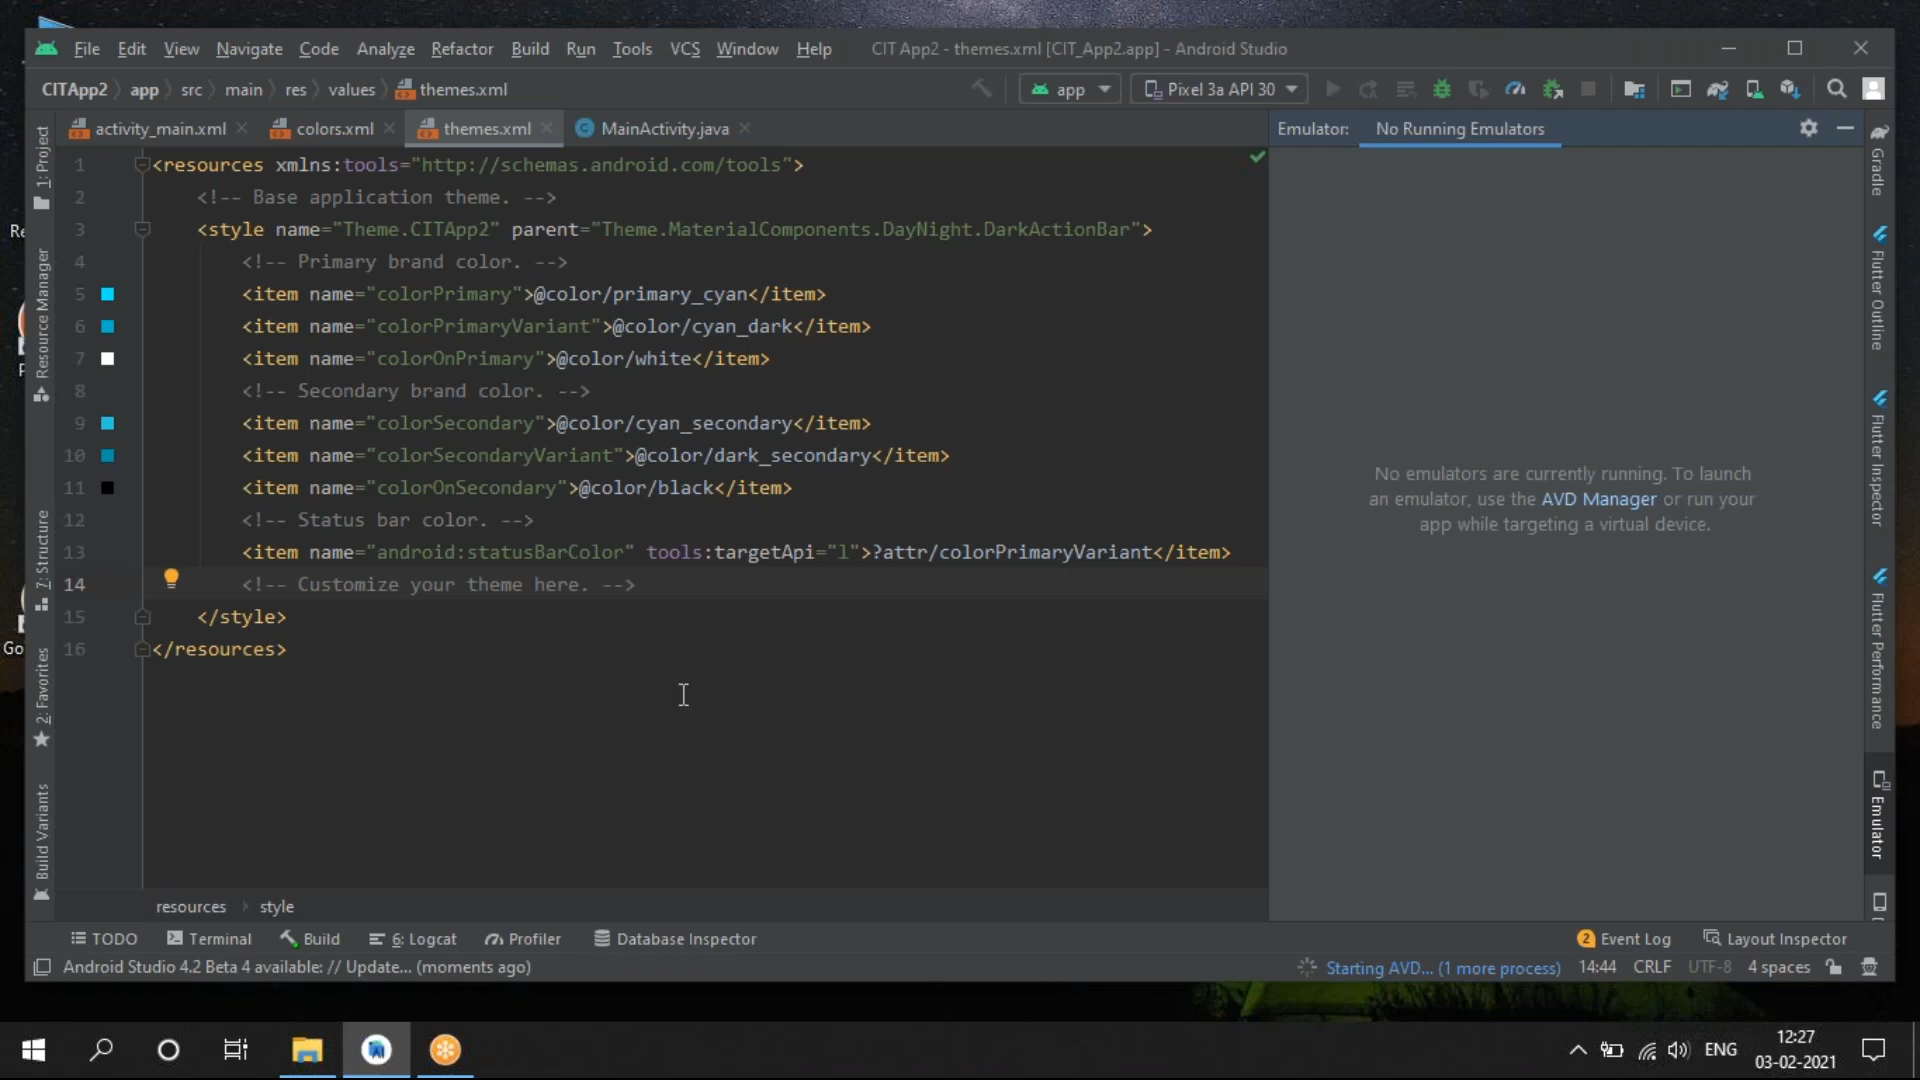 File Edit View Navigate Code Analyze Refactor Build Run Tools VCS Window Help CIT App2 - themes.xml [CIT_App2.app] - Android Studio
CITApp2 app src main res values themes.xml app Pixel 3a API 30
activity_main.xml colors.xml themes.xml MainActivity.java Emulator: No Running Emulators
1 <resources xmlns:tools="http://schemas.android.com/tools">
2 <!-- Base application theme. -->
3 <style name="Theme.CITApp2" parent="Theme.MaterialComponents.DayNight.DarkActionBar">
4 <!-- Primary brand color. -->
5 <item name="colorPrimary">@color/primary_cyan</item>
6 <item name="colorPrimaryVariant">@color/cyan_dark</item>
7 <item name="colorOnPrimary">@color/white</item>
8 <!-- Secondary brand color. -->
9 <item name="colorSecondary">@color/cyan_secondary</item>
10 <item name="colorSecondaryVariant">@color/dark_secondary</item>
11 <item name="colorOnSecondary">@color/black</item>
12 <!-- Status bar color. -->
13 <item name="android:statusBarColor" tools:targetApi="l">?attr/colorPrimaryVariant</item>
14 <!-- Customize your theme here. -->
15 </style>
16 </resources>
1: Project
Resource Manager
7: Structure
2: Favorites
Build Variants
No emulators are currently running. To launch
an emulator, use the AVD Manager or run your
app while targeting a virtual device.
Gradle
Flutter Outline
Flutter Inspector
Flutter Performance
Emulator
resources style
TODO Terminal Build 6: Logcat Profiler Database Inspector 2 Event Log Layout Inspector
Android Studio 4.2 Beta 4 available: // Update... (moments ago) Starting AVD... (1 more process) 14:44 CRLF UTF-8 4 spaces
ENG 12:27
03-02-2021